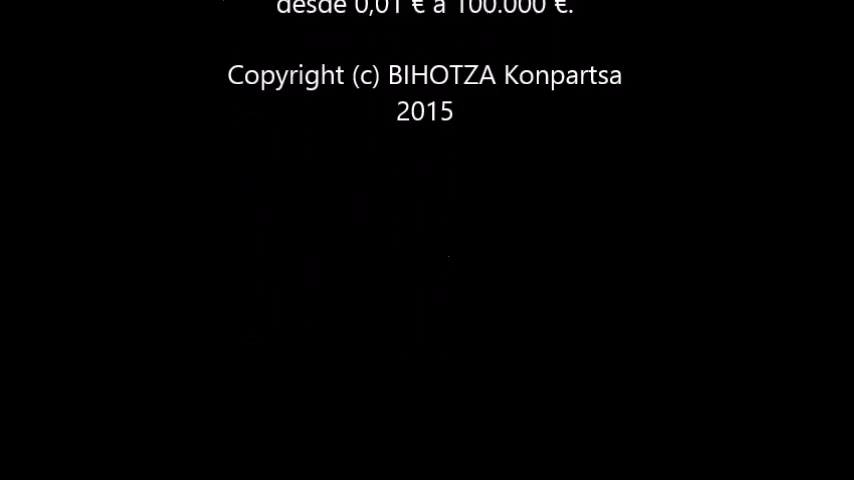 desde 0,01 € a 100.000 €.
Copyright (c) BIHOTZA Konpartsa
2015